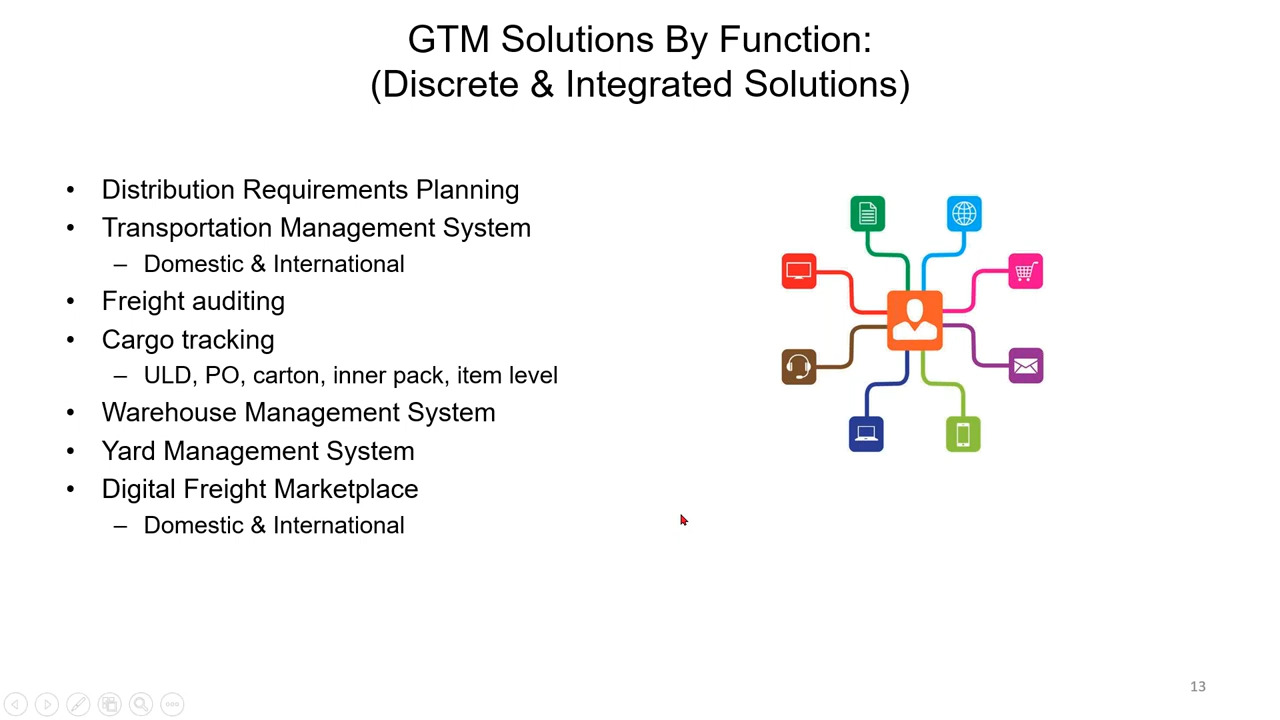 GTM Solutions By Function:
(Discrete & Integrated Solutions)
• Distribution Requirements Planning
• Transportation Management System
– Domestic & International
• Freight auditing
• Cargo tracking
– ULD, PO, carton, inner pack, item level
• Warehouse Management System
• Yard Management System
• Digital Freight Marketplace
– Domestic & International
13